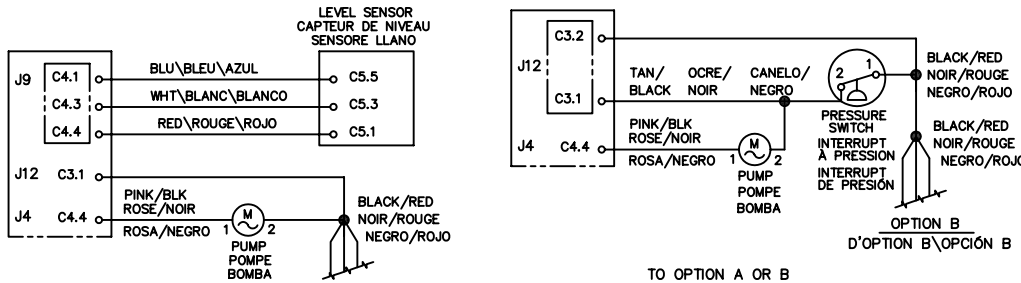 LEVEL SENSOR
CAPTEUR DE NIVEAU
SENSORE LLANO
J9
C4.1
BLU\BLEU\AZUL
C5.5
C4.3
WHT\BLANC\BLANCO
C5.3
C4.4
RED\ROUGE\ROJO
C5.1
J12
C3.1
PINK/BLK
ROSE/NOIR
BLACK/RED
NOIR/ROUGE
NEGRO/ROJO
J4
C4.4
ROSA/NEGRO
1
M
2
PUMP
POMPE
BOMBA
C3.2
J12
BLACK/RED
NOIR/ROUGE
NEGRO/ROJO
TAN/ OCRE/ CANELO/
BLACK NOIR NEGRO
2
1
C3.1
PRESSURE
SWITCH
INTERRUPT
À PRESSION
INTERRUPT
DE PRESIÓN
BLACK/RED
NOIR/ROUGE
NEGRO/ROJO
PINK/BLK
ROSE/NOIR
J4
C4.4
ROSA/NEGRO
1
M
2
PUMP
POMPE
BOMBA
OPTION B
D'OPTION B\OPCIÓN B
TO OPTION A OR B